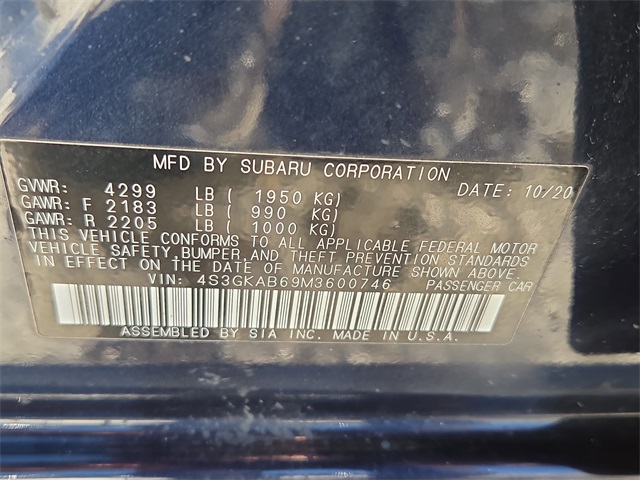 MFD BY SUBARU CORPORATION DATE: 10/20
GVWR: 4299 LB ( 1950 KG)
GAWR: F 2183 LB ( 990 KG)
GAWR: R 2205 LB ( 1000 KG)
THIS VEHICLE CONFORMS TO ALL APPLICABLE FEDERAL MOTOR
VEHICLE SAFETY,BUMPER,AND THEFT PREVENTION STANDARDS
IN EFFECT ON THE DATE OF MANUFACTURE SHOWN ABOVE.
VIN: 4S3GKAB69M3600746 PASSENGER CAR
ASSEMBLED BY SIA INC. MADE IN U.S.A.